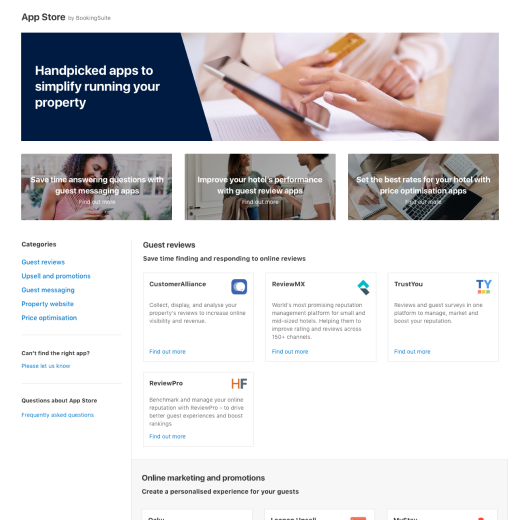 App Store by BookingSuite
Handpicked apps to
simplify running your
property
Save time answering questions with
guest messaging apps
Find out more
Improve your hotel's performance
with guest review apps
Find out more
Set the best rates for your hotel with
price optimisation apps
Find out more
Categories
Guest reviews
Upsell and promotions
Guest messaging
Property website
Price optimisation
Can't find the right app?
Please let us know
Questions about App Store
Frequently asked questions
Guest reviews
Save time finding and responding to online reviews
CustomerAlliance
Collect, display, and analyse your
property's reviews to increase online
visibility and revenue.
Find out more
ReviewMX
World's most promising reputation
management platform for small and
mid-sized hotels. Helping them to
improve rating and reviews across
150+ channels.
Find out more
TrustYou
TY
Reviews and guest surveys in one
platform to manage, market and
boost your reputation.
Find out more
ReviewPro
HF
Benchmark and manage your online
reputation with ReviewPro – to drive
better guest experiences and boost
rankings
Find out more
Online marketing and promotions
Create a personalised experience for your guests